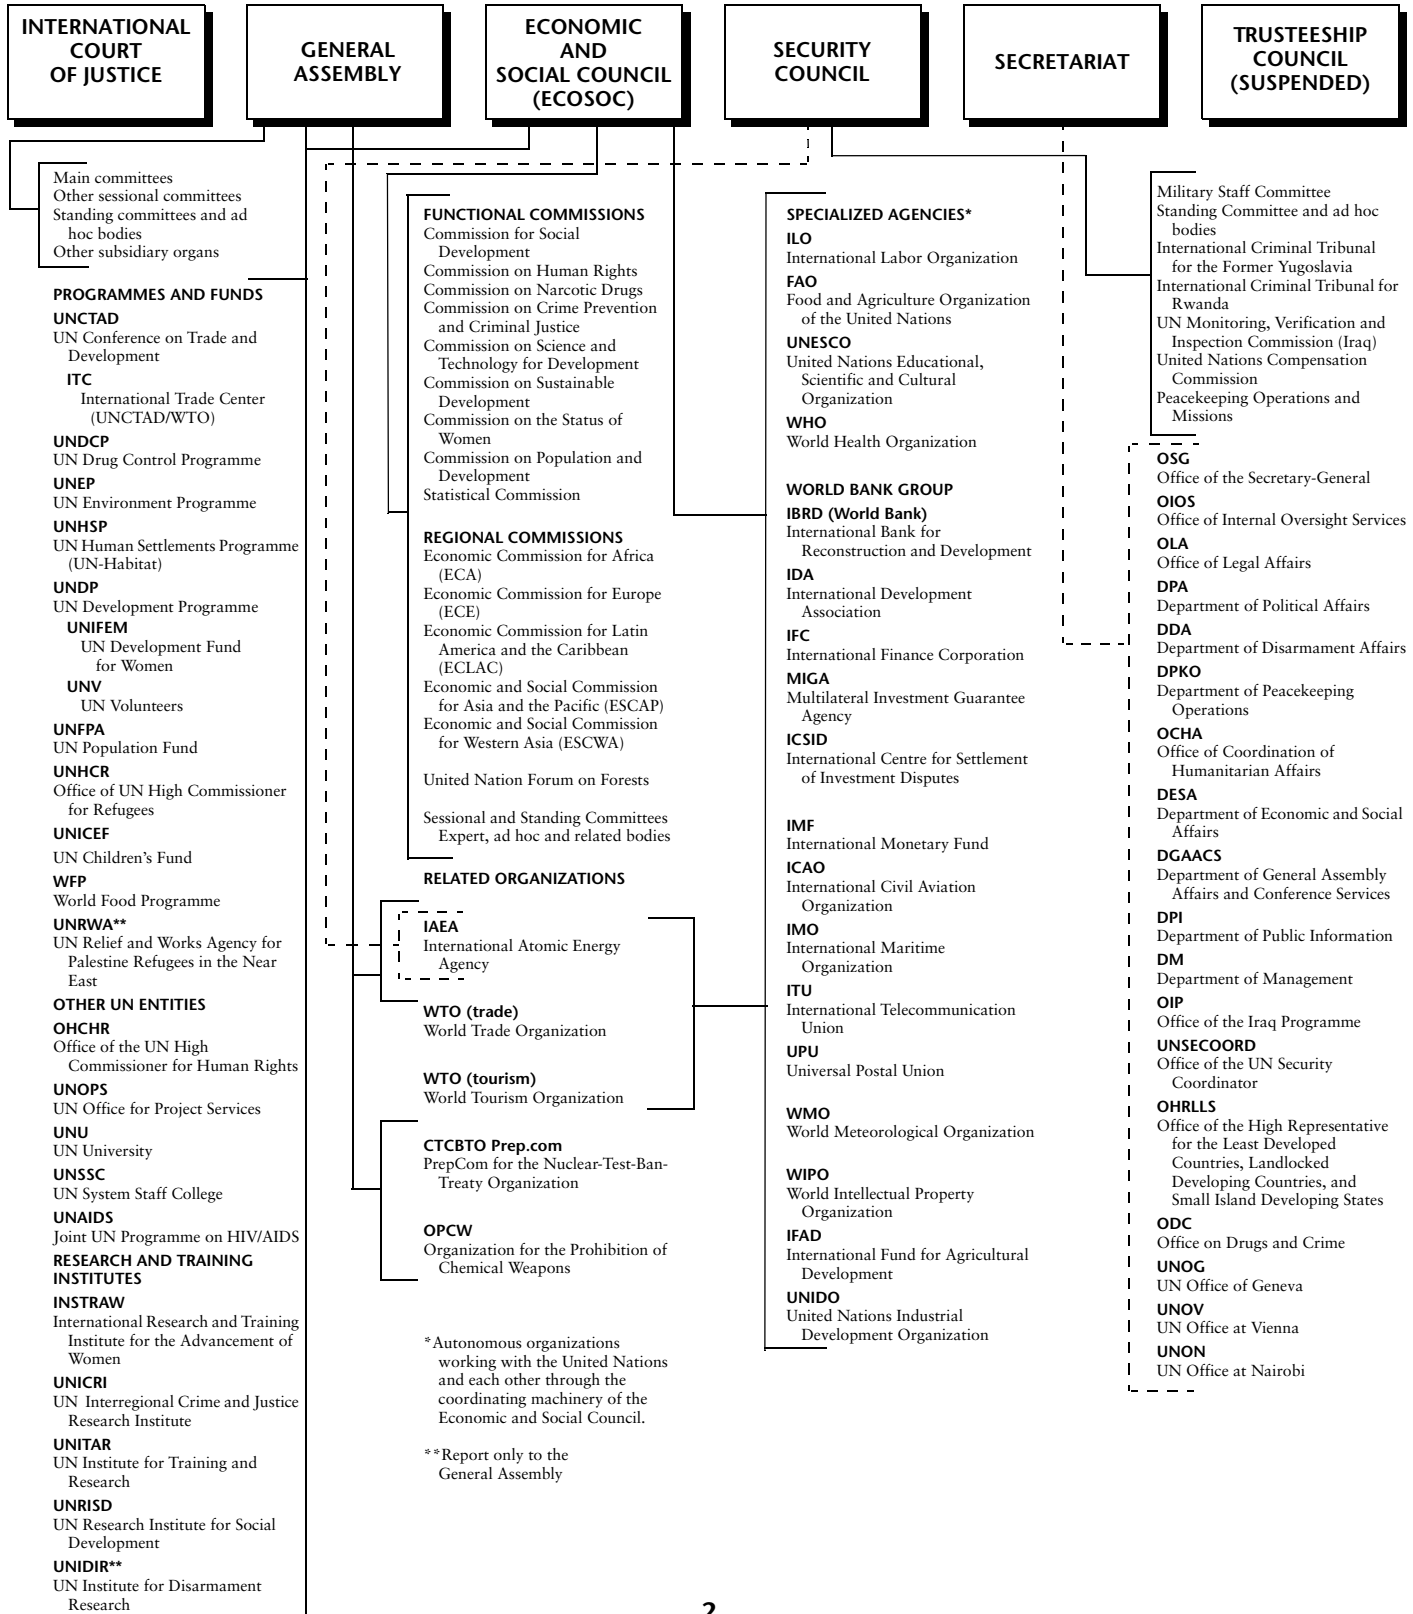 INTERNATIONAL
COURT
OF JUSTICE
GENERAL
ASSEMBLY
ECONOMIC
AND
SOCIAL COUNCIL
(ECOSOC)
SECURITY
COUNCIL
SECRETARIAT
TRUSTEESHIP
COUNCIL
(SUSPENDED)
Main committees
Other sessional committees
Standing committees and ad
hoc bodies
Other subsidiary organs
PROGRAMMES AND FUNDS
UNCTAD
UN Conference on Trade and
Development
ITC
International Trade Center
(UNCTAD/WTO)
UNDCP
UN Drug Control Programme
UNEP
UN Environment Programme
UNHSP
UN Human Settlements Programme
(UN-Habitat)
UNDP
UN Development Programme
UNIFEM
UN Development Fund
for Women
UNV
UN Volunteers
UNFPA
UN Population Fund
UNHCR
Office of UN High Commissioner
for Refugees
UNICEF
UN Children's Fund
WFP
World Food Programme
UNRWA**
UN Relief and Works Agency for
Palestine Refugees in the Near
East
OTHER UN ENTITIES
OHCHR
Office of the UN High
Commissioner for Human Rights
UNOPS
UN Office for Project Services
UNU
UN University
UNSSC
UN System Staff College
UNAIDS
Joint UN Programme on HIV/AIDS
RESEARCH AND TRAINING
INSTITUTES
INSTRAW
International Research and Training
Institute for the Advancement of
Women
UNICRI
UN Interregional Crime and Justice
Research Institute
UNITAR
UN Institute for Training and
Research
UNRISD
UN Research Institute for Social
Development
UNIDIR**
UN Institute for Disarmament
Research
FUNCTIONAL COMMISSIONS
Commission for Social
Development
Commission on Human Rights
Commission on Narcotic Drugs
Commission on Crime Prevention
and Criminal Justice
Commission on Science and
Technology for Development
Commission on Sustainable
Development
Commission on the Status of
Women
Commission on Population and
Development
Statistical Commission
REGIONAL COMMISSIONS
Economic Commission for Africa
(ECA)
Economic Commission for Europe
(ECE)
Economic Commission for Latin
America and the Caribbean
(ECLAC)
Economic and Social Commission
for Asia and the Pacific (ESCAP)
Economic and Social Commission
for Western Asia (ESCWA)
United Nation Forum on Forests
Sessional and Standing Committees
Expert, ad hoc and related bodies
RELATED ORGANIZATIONS
IAEA
International Atomic Energy
Agency
WTO (trade)
World Trade Organization
WTO (tourism)
World Tourism Organization
CTCBTO Prep.com
PrepCom for the Nuclear-Test-Ban-
Treaty Organization
OPCW
Organization for the Prohibition of
Chemical Weapons
*Autonomous organizations
working with the United Nations
and each other through the
coordinating machinery of the
Economic and Social Council.
**Report only to the
General Assembly
SPECIALIZED AGENCIES*
ILO
International Labor Organization
FAO
Food and Agriculture Organization
of the United Nations
UNESCO
United Nations Educational,
Scientific and Cultural
Organization
WHO
World Health Organization
WORLD BANK GROUP
IBRD (World Bank)
International Bank for
Reconstruction and Development
IDA
International Development
Association
IFC
International Finance Corporation
MIGA
Multilateral Investment Guarantee
Agency
ICSID
International Centre for Settlement
of Investment Disputes
IMF
International Monetary Fund
ICAO
International Civil Aviation
Organization
IMO
International Maritime
Organization
ITU
International Telecommunication
Union
UPU
Universal Postal Union
WMO
World Meteorological Organization
WIPO
World Intellectual Property
Organization
IFAD
International Fund for Agricultural
Development
UNIDO
United Nations Industrial
Development Organization
Military Staff Committee
Standing Committee and ad hoc
bodies
International Criminal Tribunal
for the Former Yugoslavia
International Criminal Tribunal for
Rwanda
UN Monitoring, Verification and
Inspection Commission (Iraq)
United Nations Compensation
Commission
Peacekeeping Operations and
Missions
OSG
Office of the Secretary-General
OIOS
Office of Internal Oversight Services
OLA
Office of Legal Affairs
DPA
Department of Political Affairs
DDA
Department of Disarmament Affairs
DPKO
Department of Peacekeeping
Operations
OCHA
Office of Coordination of
Humanitarian Affairs
DESA
Department of Economic and Social
Affairs
DGAACS
Department of General Assembly
Affairs and Conference Services
DPI
Department of Public Information
DM
Department of Management
OIP
Office of the Iraq Programme
UNSECOORD
Office of the UN Security
Coordinator
OHRLLS
Office of the High Representative
for the Least Developed
Countries, Landlocked
Developing Countries, and
Small Island Developing States
ODC
Office on Drugs and Crime
UNOG
UN Office of Geneva
UNOV
UN Office at Vienna
UNON
UN Office at Nairobi
2